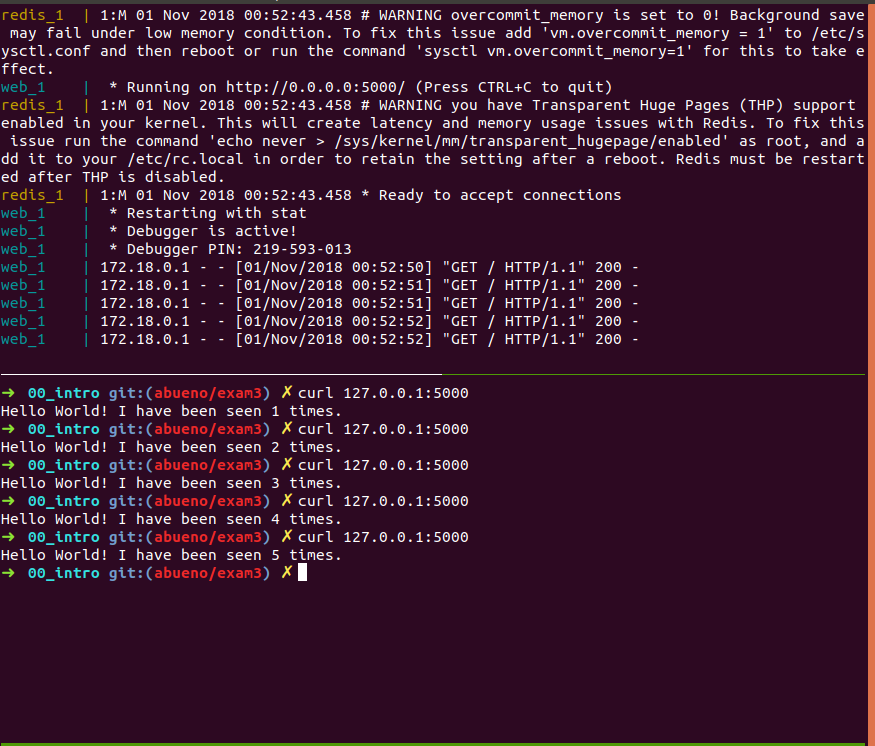 redis_1  | 1:M 01 Nov 2018 00:52:43.458 # WARNING overcommit_memory is set to 0! Background save
 may fail under low memory condition. To fix this issue add 'vm.overcommit_memory = 1' to /etc/s
ysctl.conf and then reboot or run the command 'sysctl vm.overcommit_memory=1' for this to take e
ffect.
web_1    |  * Running on http://0.0.0.0:5000/ (Press CTRL+C to quit)
redis_1  | 1:M 01 Nov 2018 00:52:43.458 # WARNING you have Transparent Huge Pages (THP) support
enabled in your kernel. This will create latency and memory usage issues with Redis. To fix this
 issue run the command 'echo never > /sys/kernel/mm/transparent_hugepage/enabled' as root, and a
dd it to your /etc/rc.local in order to retain the setting after a reboot. Redis must be restart
ed after THP is disabled.
redis_1  | 1:M 01 Nov 2018 00:52:43.458 * Ready to accept connections
web_1    |  * Restarting with stat
web_1    |  * Debugger is active!
web_1    |  * Debugger PIN: 219-593-013
web_1    | 172.18.0.1 - - [01/Nov/2018 00:52:50] "GET / HTTP/1.1" 200 -
web_1    | 172.18.0.1 - - [01/Nov/2018 00:52:51] "GET / HTTP/1.1" 200 -
web_1    | 172.18.0.1 - - [01/Nov/2018 00:52:51] "GET / HTTP/1.1" 200 -
web_1    | 172.18.0.1 - - [01/Nov/2018 00:52:52] "GET / HTTP/1.1" 200 -
web_1    | 172.18.0.1 - - [01/Nov/2018 00:52:52] "GET / HTTP/1.1" 200 -
➜  00_intro git:(abueno/exam3) ✗ curl 127.0.0.1:5000
Hello World! I have been seen 1 times.
➜  00_intro git:(abueno/exam3) ✗ curl 127.0.0.1:5000
Hello World! I have been seen 2 times.
➜  00_intro git:(abueno/exam3) ✗ curl 127.0.0.1:5000
Hello World! I have been seen 3 times.
➜  00_intro git:(abueno/exam3) ✗ curl 127.0.0.1:5000
Hello World! I have been seen 4 times.
➜  00_intro git:(abueno/exam3) ✗ curl 127.0.0.1:5000
Hello World! I have been seen 5 times.
➜  00_intro git:(abueno/exam3) ✗